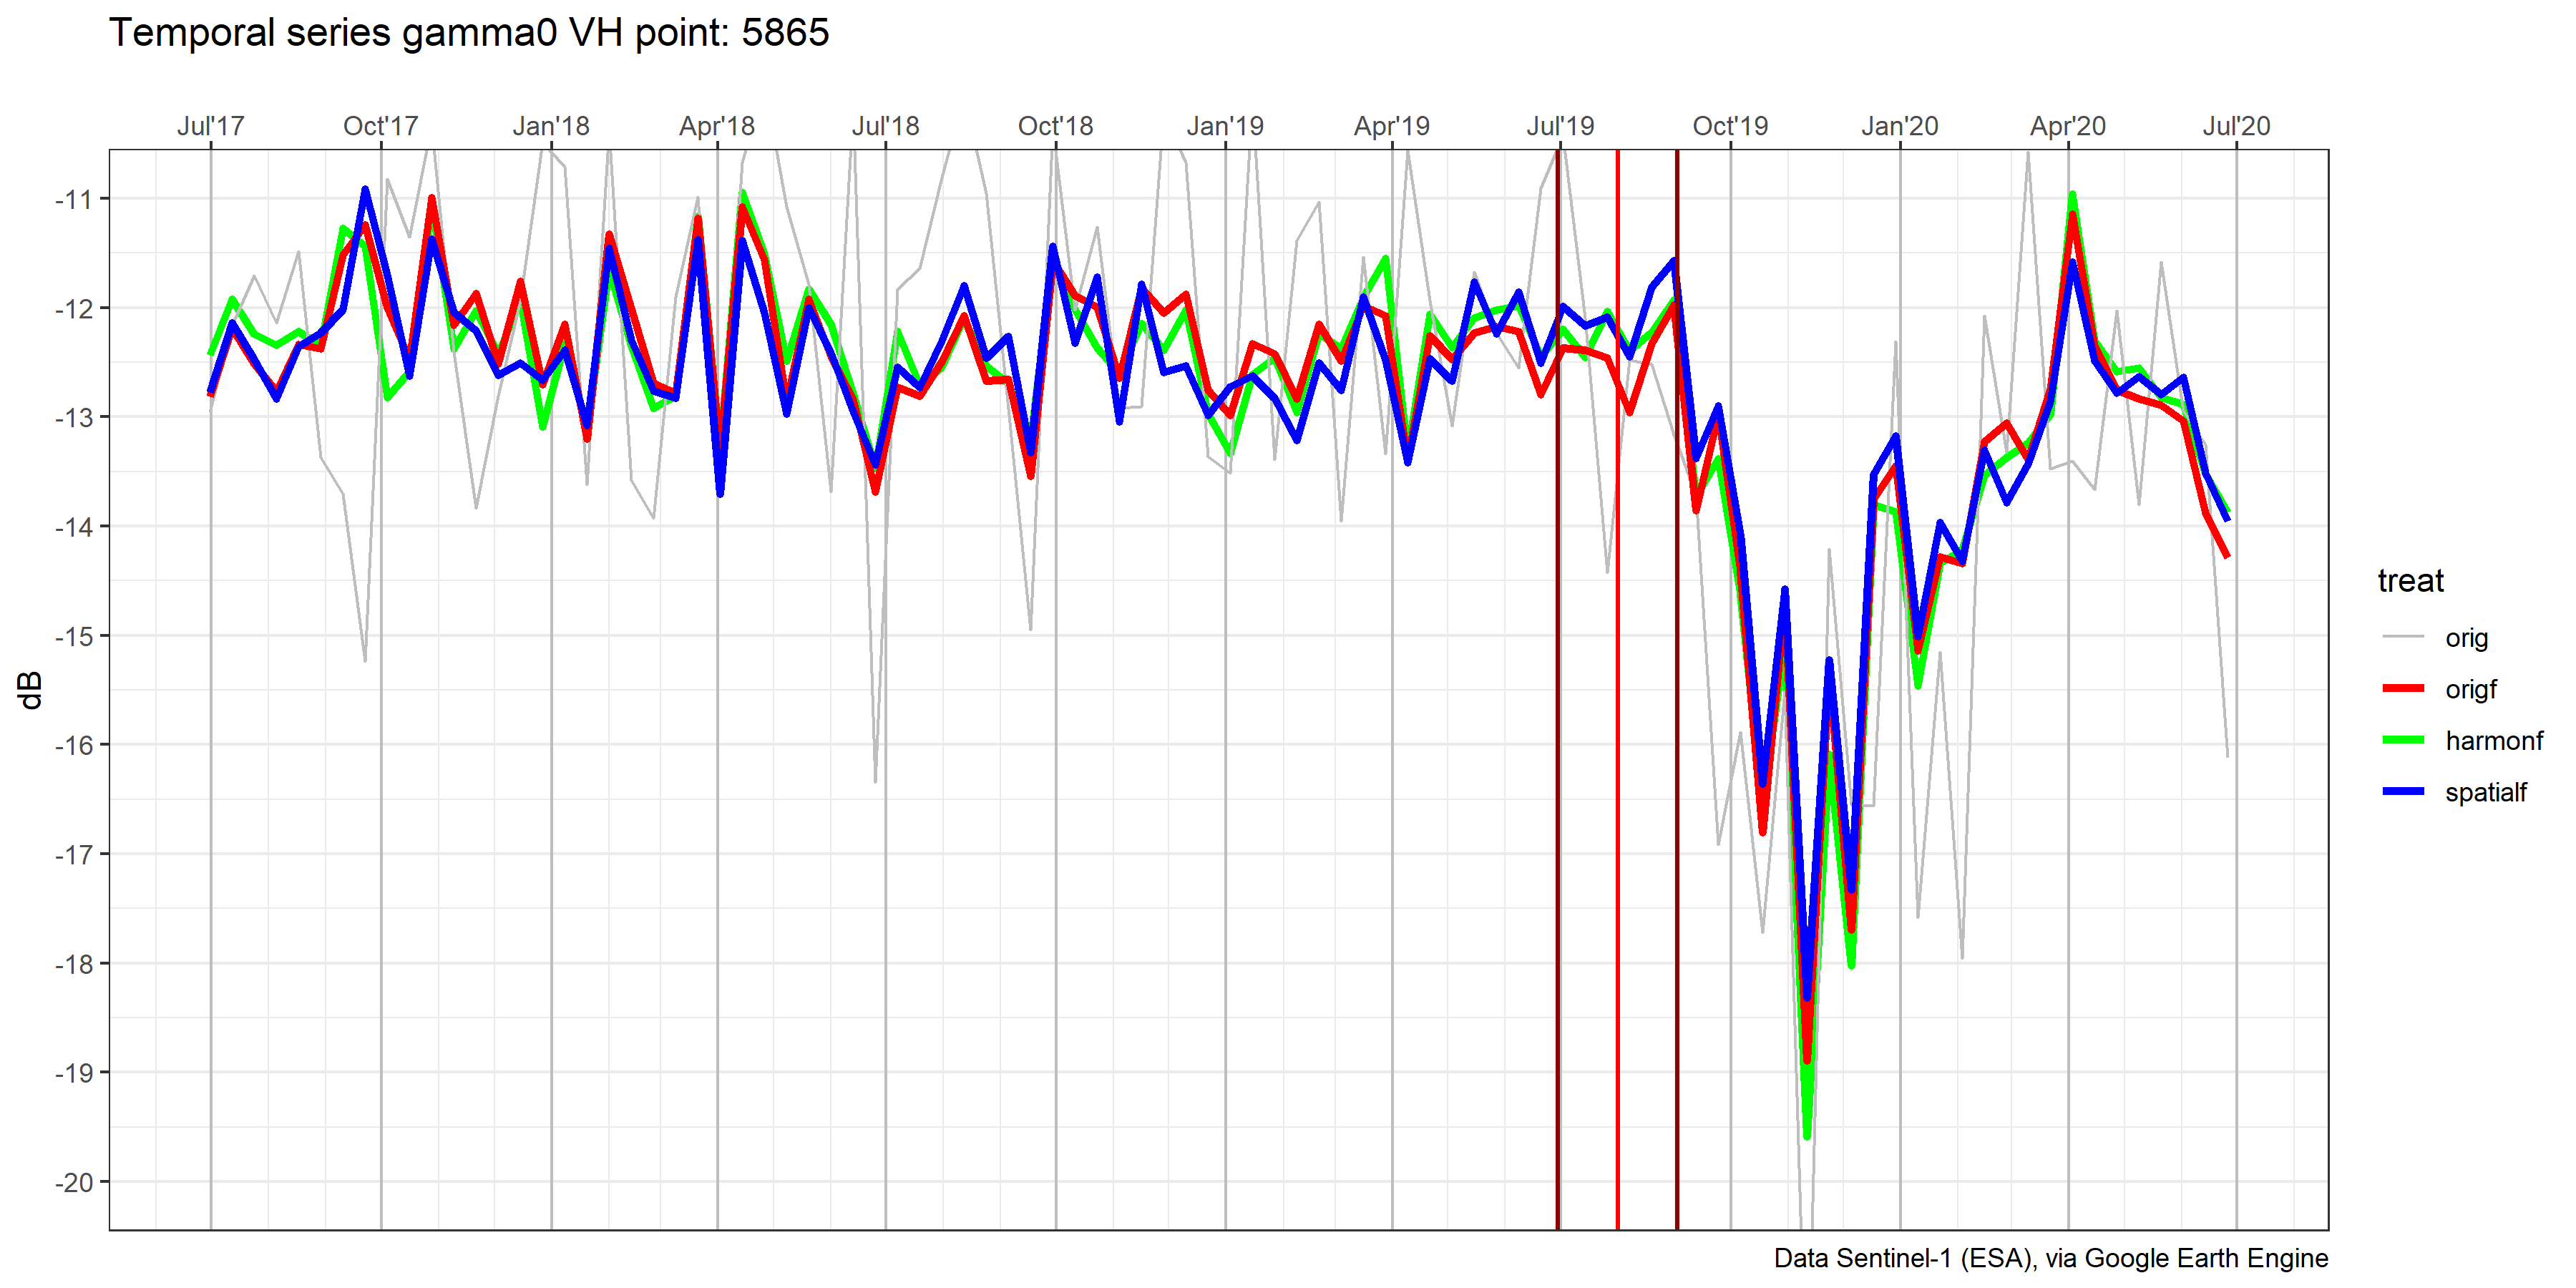 Temporal series gamma0 VH point: 5865
Jul'17 Oct'17 Jan'18 Apr'18 Jul'18 Oct'18 Jan'19 Apr'19 Jul'19 Oct'19 Jan'20 Apr'20 Jul'20
-11
-12
-13
-14
-15
-16
-17
-18
-19
-20
dB
treat
orig
origf
harmonf
spatialf
Data Sentinel-1 (ESA), via Google Earth Engine